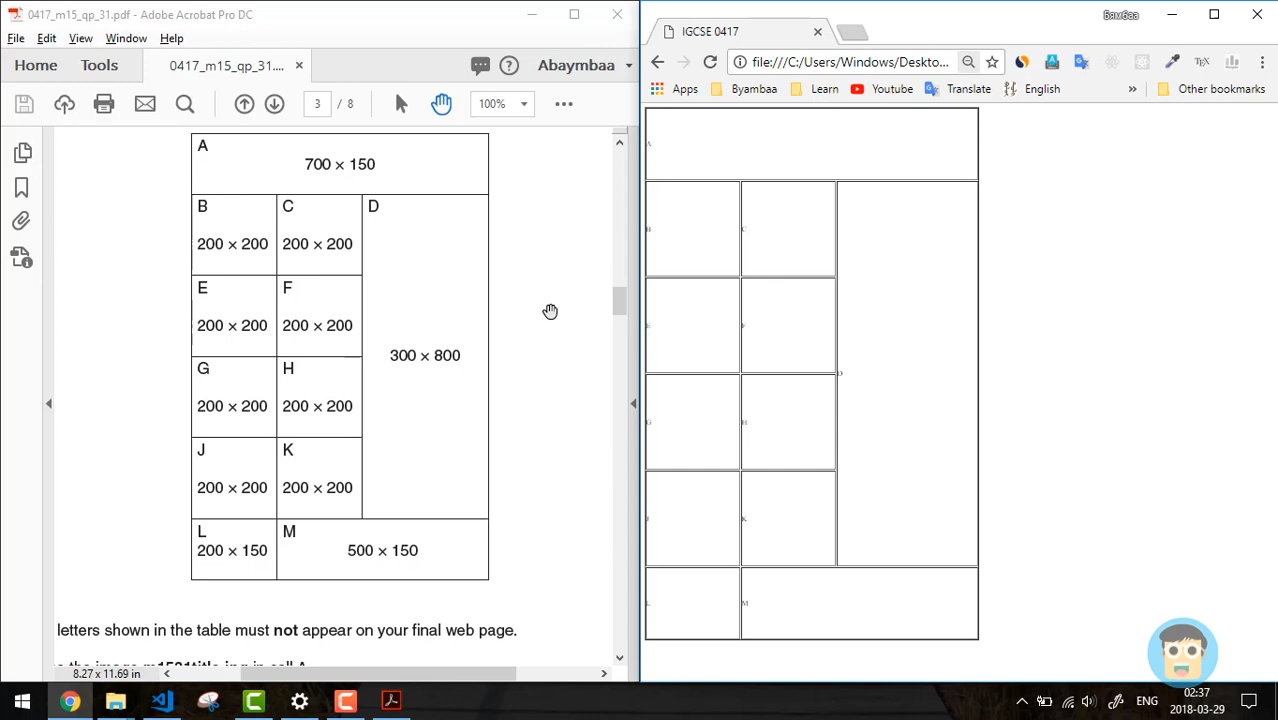 0417_m15_qp_31.pdf - Adobe Acrobat Pro DC
File Edit View Window Help
Home Tools 0417_m15_qp_31.... Abaymbaa
3 / 8 100%
A
700 × 150
B C D
200 × 200 200 × 200
E F
200 × 200 200 × 200
300 × 800
G H
200 × 200 200 × 200
J K
200 × 200 200 × 200
L M
200 × 150 500 × 150
letters shown in the table must not appear on your final web page.
8.27 x 11.69 in
Вамбаа
IGCSE 0417
file:///C:/Users/Windows/Deskto...
Apps Byambaa Learn Youtube Translate English Other bookmarks
A
B C
E F
D
G H
J K
L M
ENG
02:37
2018-03-29